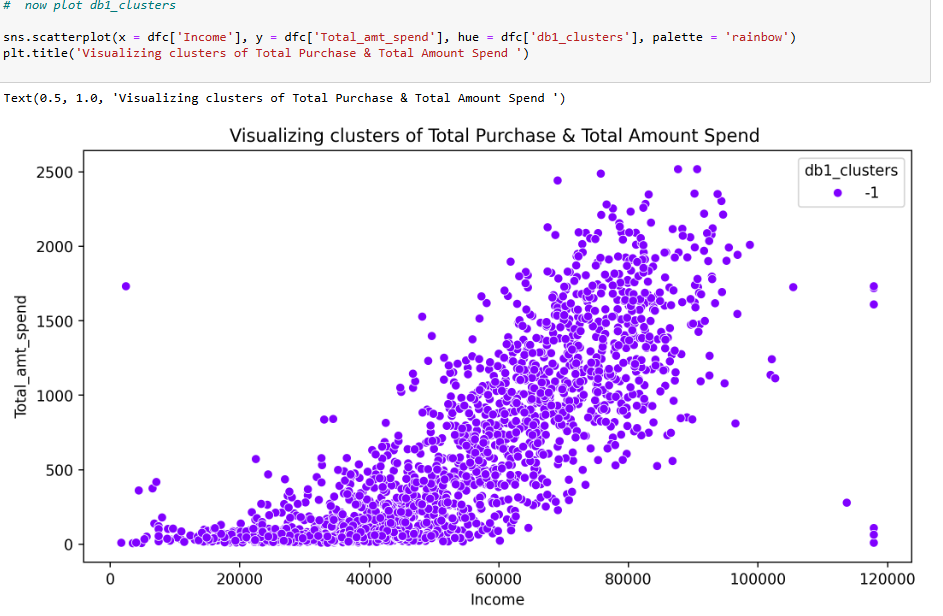 # now plot db1_clusters
sns.scatterplot(x = dfc['Income'], y = dfc['Total_amt_spend'], hue = dfc['db1_clusters'], palette = 'rainbow')
plt.title('Visualizing clusters of Total Purchase & Total Amount Spend ')
Text(0.5, 1.0, 'Visualizing clusters of Total Purchase & Total Amount Spend ')
Visualizing clusters of Total Purchase & Total Amount Spend
db1_clusters
-1
2500
2000
1500
1000
500
0
Total_amt_spend
0 20000 40000 60000 80000 100000 120000
Income